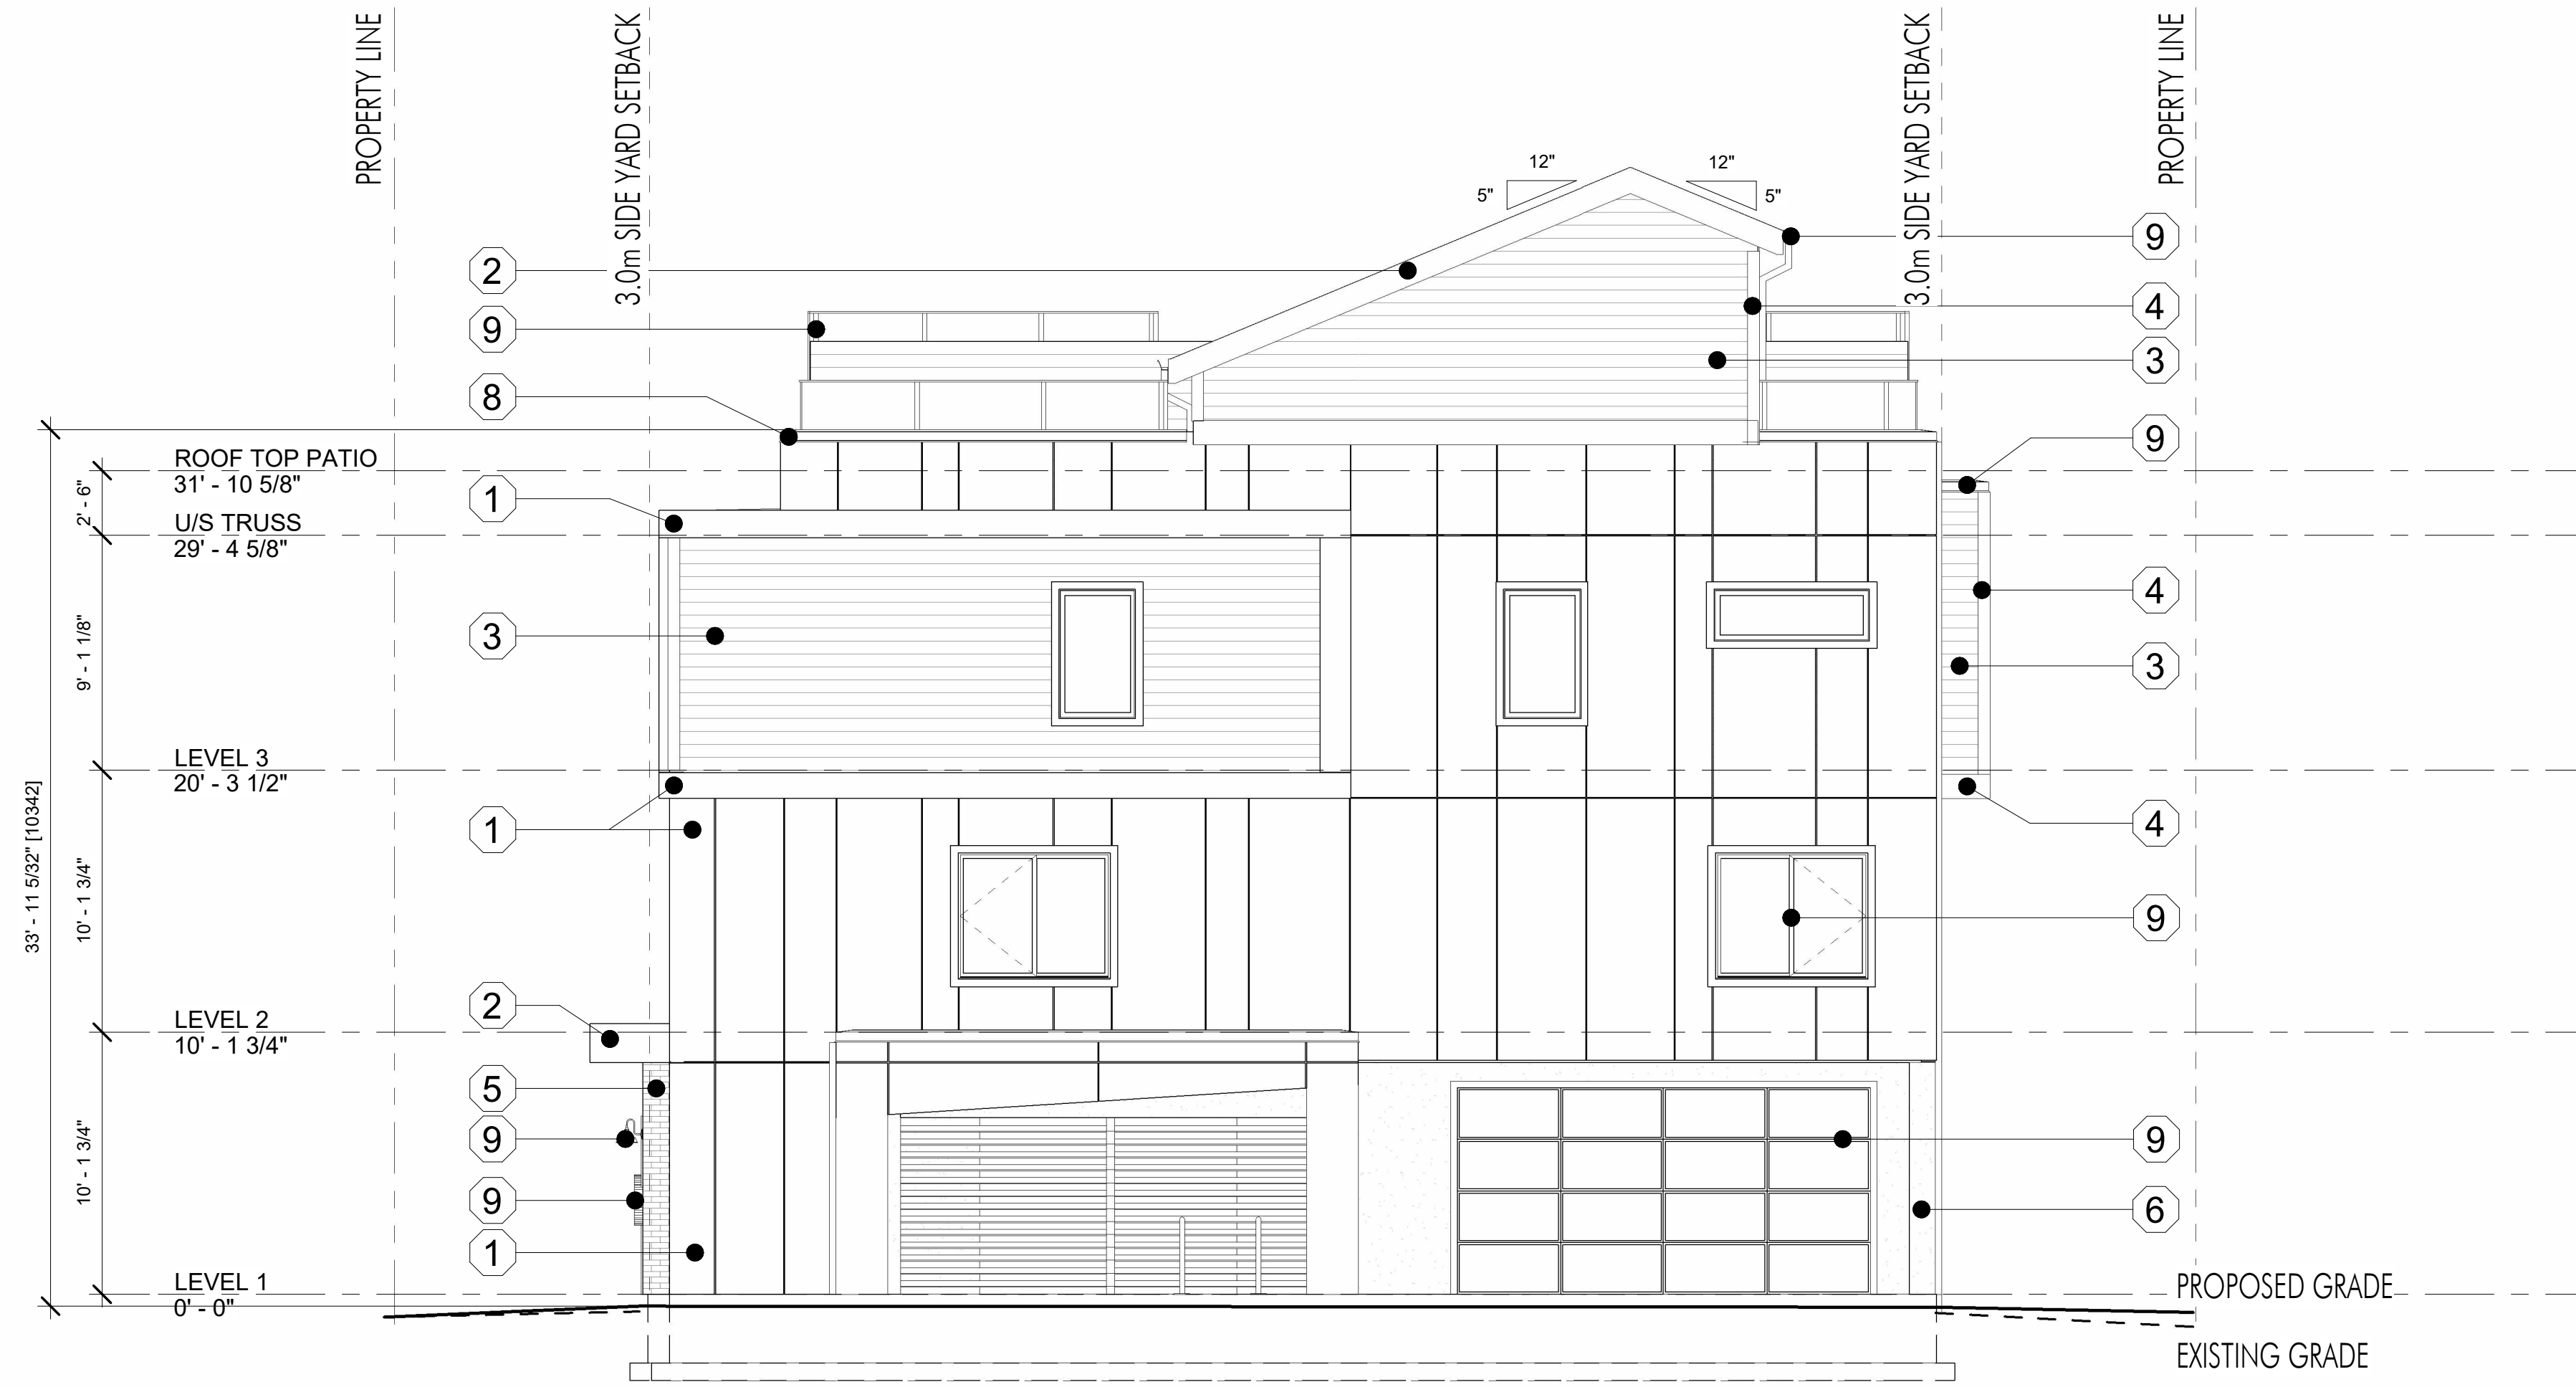 PROPERTY LINE
3.0m SIDE YARD SETBACK
3.0m SIDE YARD SETBACK
PROPERTY LINE
12"
12"
5"
5"
2
9
8
1
3
1
2
5
9
9
1
9
4
3
9
4
3
4
9
9
6
ROOF TOP PATIO
31' - 10 5/8"
U/S TRUSS
29' - 4 5/8"
LEVEL 3
20' - 3 1/2"
LEVEL 2
10' - 1 3/4"
LEVEL 1
0' - 0"
2' - 6"
9' - 1 1/8"
10' - 1 3/4"
10' - 1 3/4"
33' - 11 5/32" [10342]
PROPOSED GRADE
EXISTING GRADE